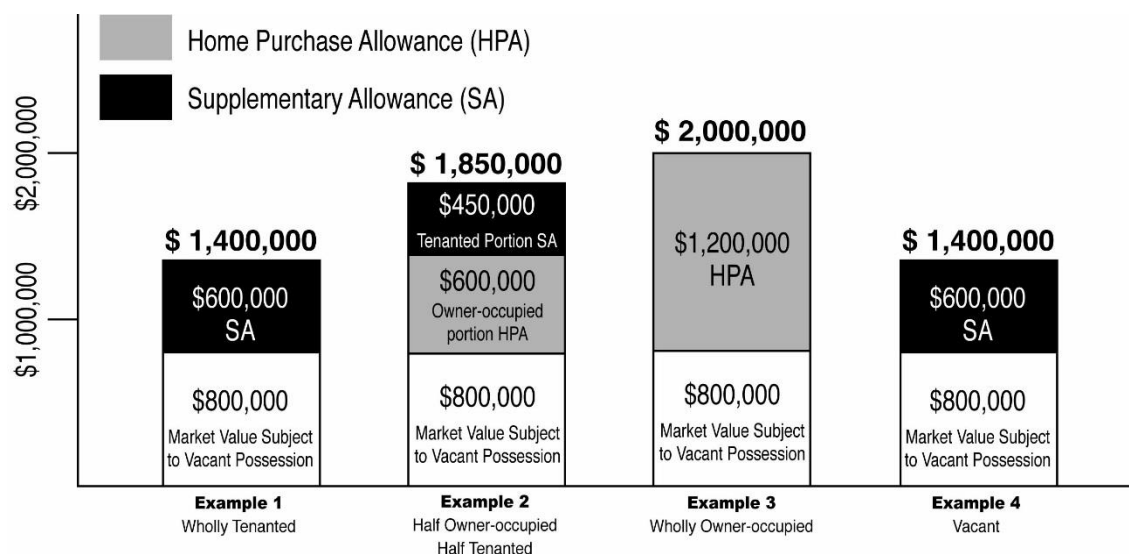 Home Purchase Allowance (HPA)
Supplementary Allowance (SA)
$2,000,000
$1,000,000
$ 1,400,000
$600,000
SA
$800,000
Market Value Subject
to Vacant Possession
Example 1
Wholly Tenanted
$ 1,850,000
$450,000
Tenanted Portion SA
$600,000
Owner-occupied
portion HPA
$800,000
Market Value Subject
to Vacant Possession
Example 2
Half Owner-occupied
Half Tenanted
$ 2,000,000
$1,200,000
HPA
$800,000
Market Value Subject
to Vacant Possession
Example 3
Wholly Owner-occupied
$ 1,400,000
$600,000
SA
$800,000
Market Value Subject
to Vacant Possession
Example 4
Vacant